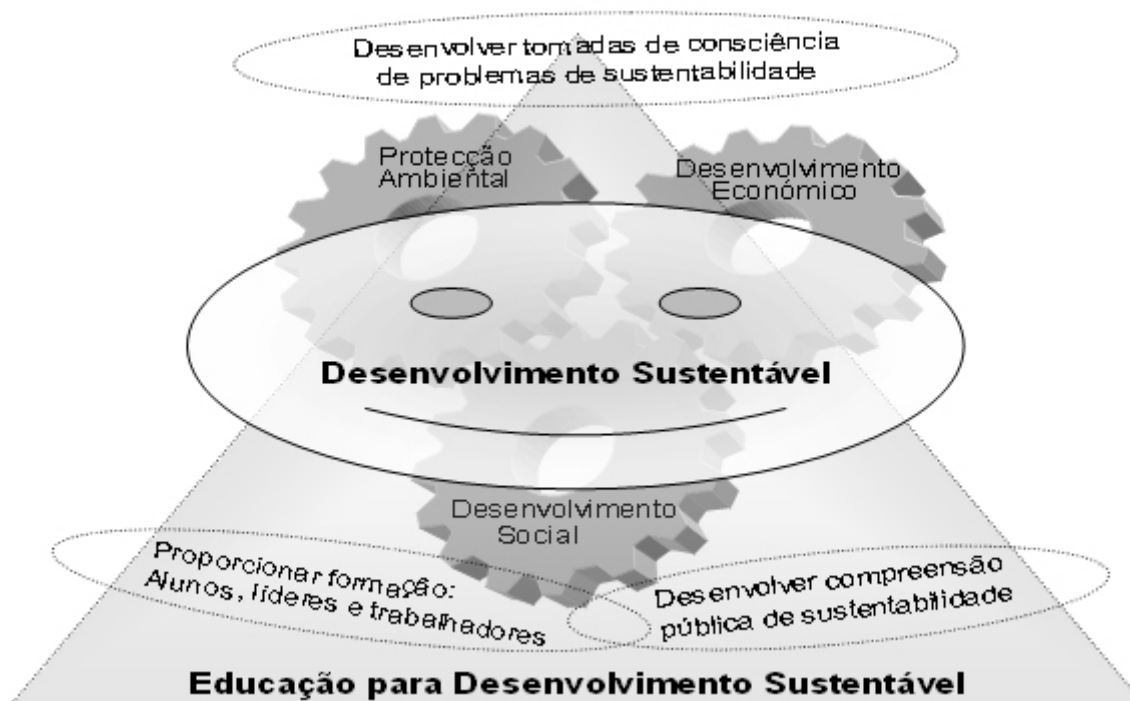 Desenvolver tomadas de consciência
de problemas de sustentabilidade
Protecção
Ambiental
Desenvolvimento
Económico
Desenvolvimento Sustentável
Desenvolvimento
Social
Proporcionar formação:
Alunos, líderes e trabalhadores
Desenvolver compreensão
pública de sustentabilidade
Educação para Desenvolvimento Sustentável